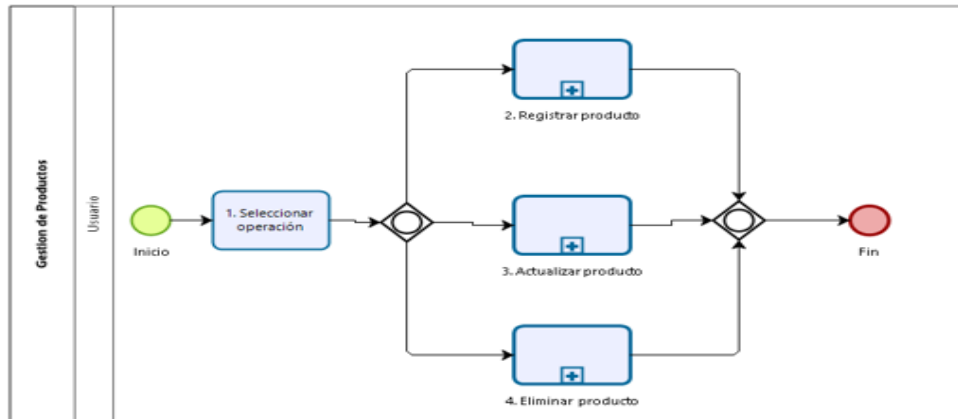 Gestion de Productos
Usuario
Inicio
1. Seleccionar
operación
2. Registrar producto
3. Actualizar producto
4. Eliminar producto
Fin